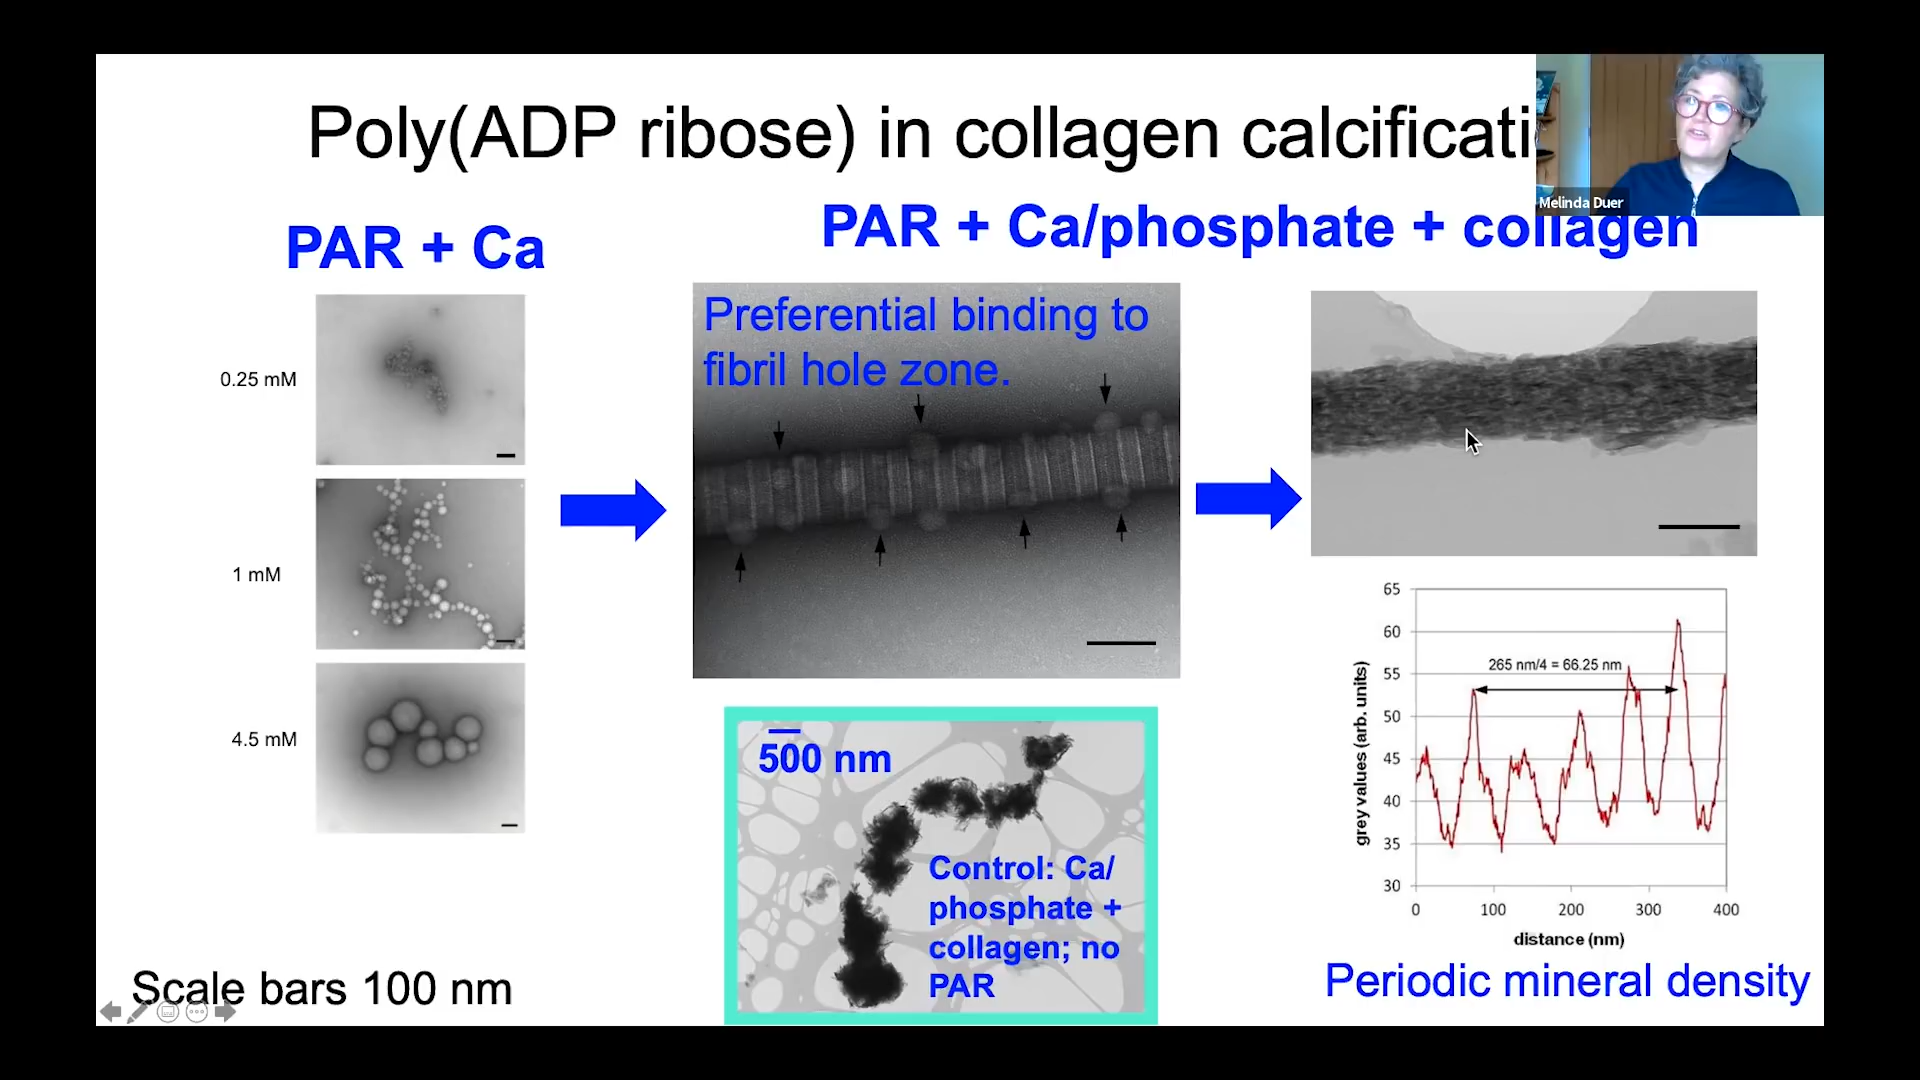 Poly(ADP ribose) in collagen calcificati
Melinda Duer
PAR + Ca
PAR + Ca/phosphate + collagen
0.25 mM
1 mM
4.5 mM
Preferential binding to
fibril hole zone.
500 nm
Control: Ca/
phosphate +
collagen; no
PAR
65
60
55
50
45
40
35
30
grey values (arb. units)
265 nm/4 = 66.25 nm
0 100 200 300 400
distance (nm)
Periodic mineral density
Scale bars 100 nm